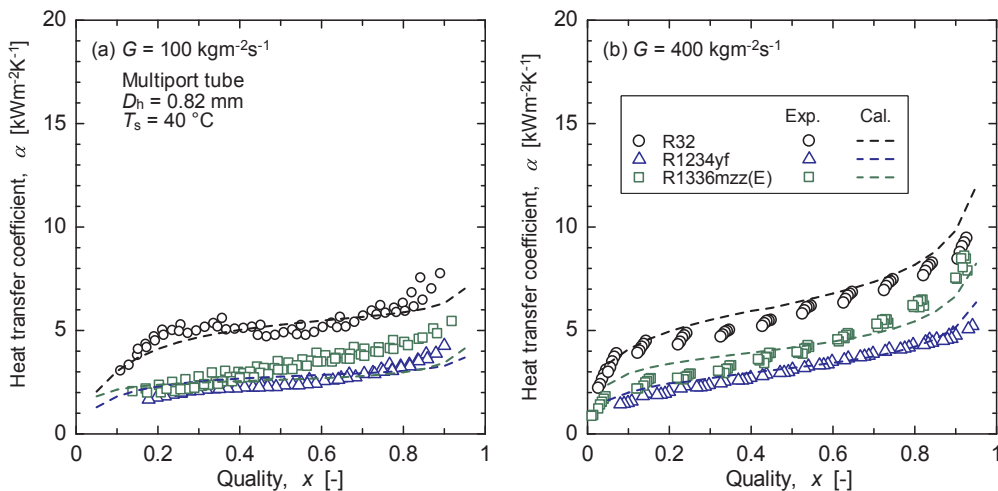 (a) G = 100 kgm-2s-1
Multiport tube
Dh = 0.82 mm
Ts = 40 °C
Heat transfer coefficient, α [kWm-2K-1]
20
15
10
5
0
0 0.2 0.4 0.6 0.8 1
Quality, x [-]
(b) G = 400 kgm-2s-1
Exp. Cal.
R32
R1234yf
R1336mzz(E)
Heat transfer coefficient, α [kWm-2K-1]
20
15
10
5
0
0 0.2 0.4 0.6 0.8 1
Quality, x [-]